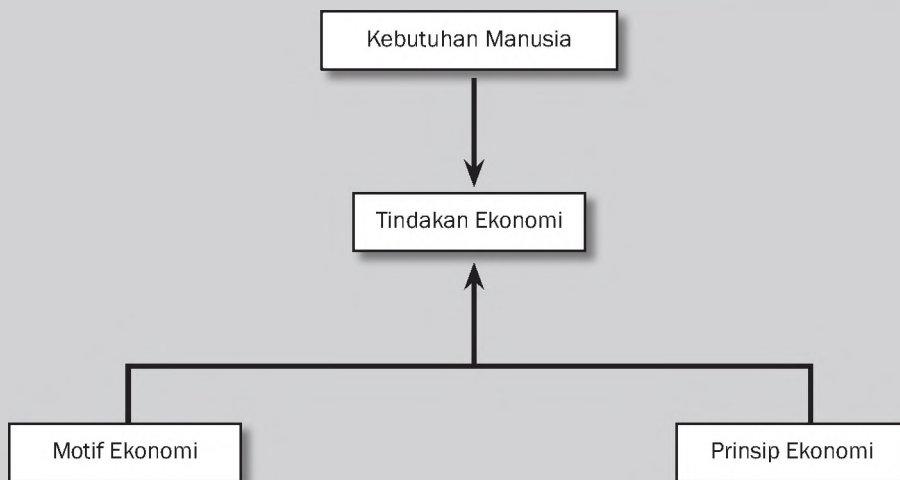 Kebutuhan Manusia
Tindakan Ekonomi
Motif Ekonomi
Prinsip Ekonomi